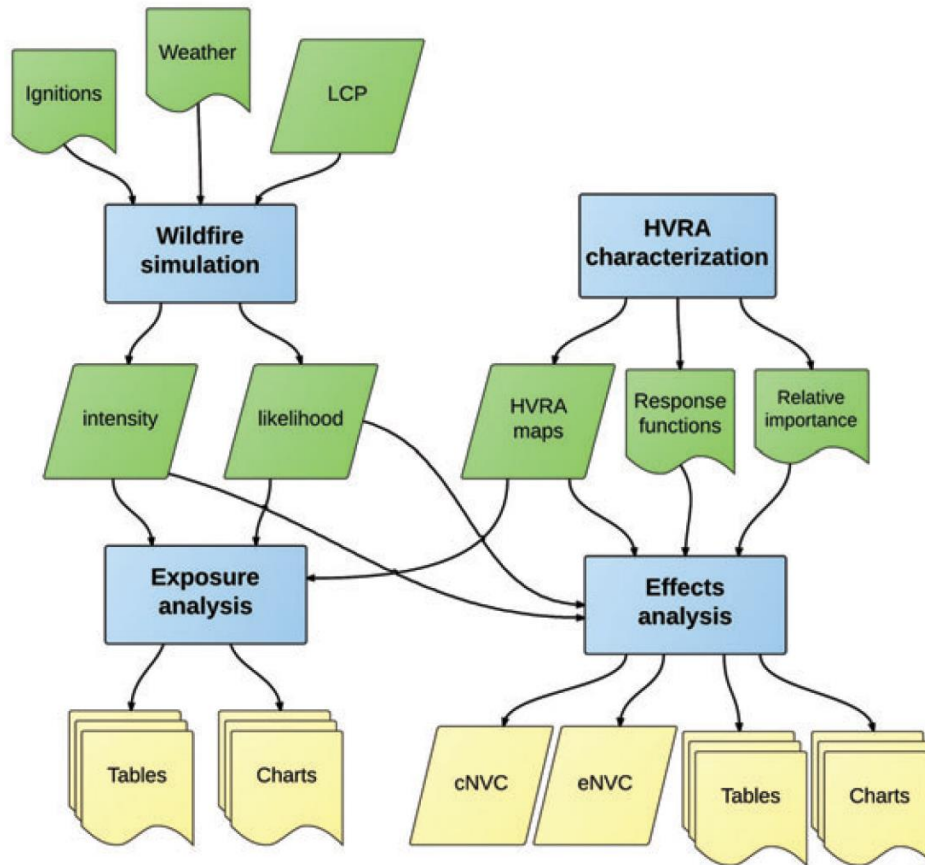 Ignitions
Weather
LCP
Wildfire
simulation
HVRA
characterization
intensity
likelihood
HVRA
maps
Response
functions
Relative
importance
Exposure
analysis
Effects
analysis
Tables
Charts
cNVC
eNVC
Tables
Charts